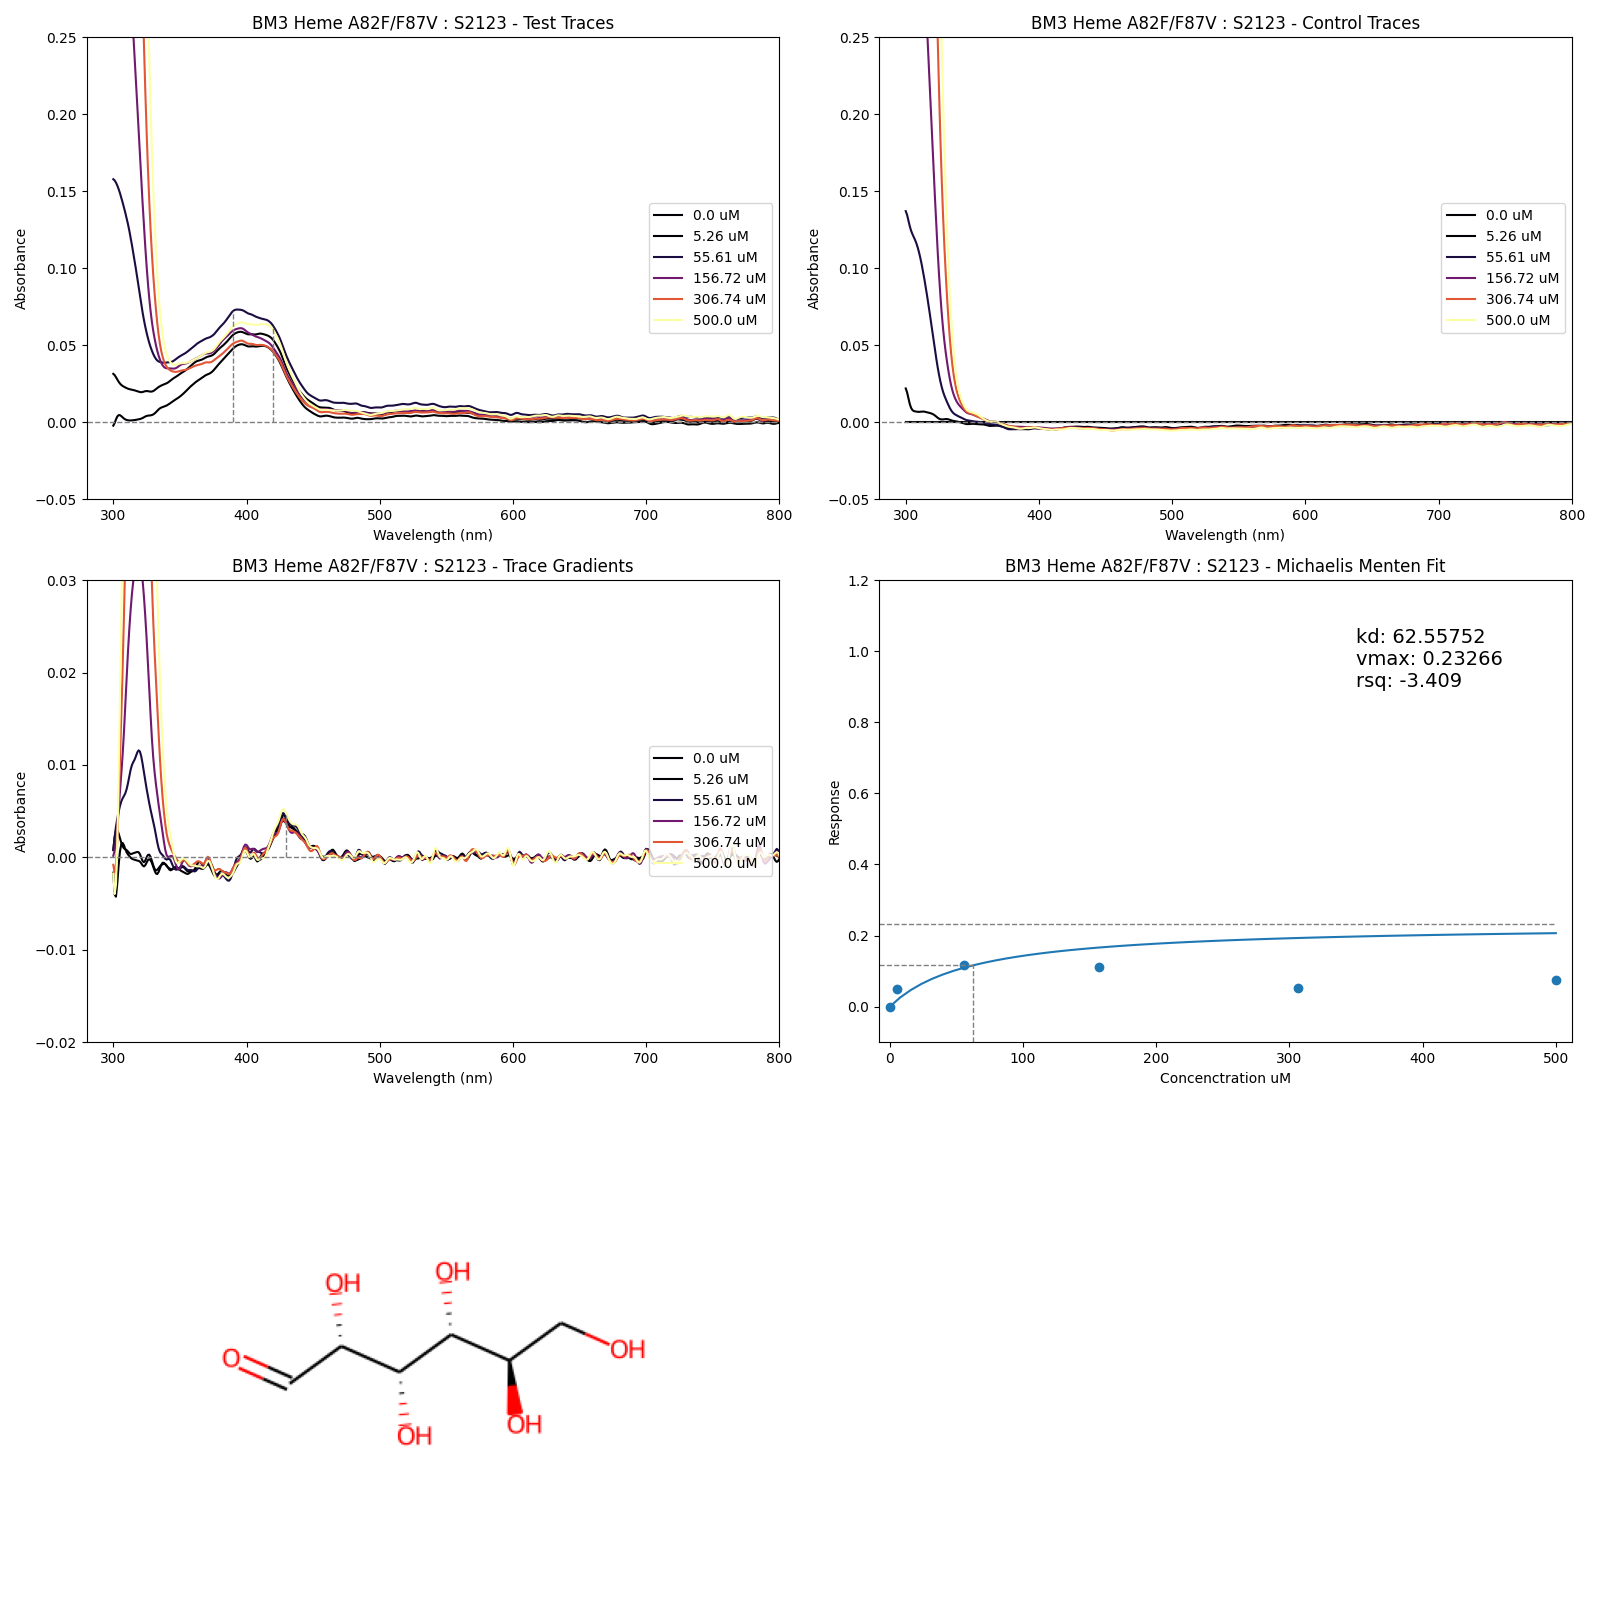 BM3 Heme A82F/F87V : S2123 - Test Traces
0.25
0.20
0.15
0.10
0.05
0.00
−0.05
Absorbance
300
400
500
600
700
800
Wavelength (nm)
0.0 uM
5.26 uM
55.61 uM
156.72 uM
306.74 uM
500.0 uM
BM3 Heme A82F/F87V : S2123 - Control Traces
0.25
0.20
0.15
0.10
0.05
0.00
−0.05
Absorbance
300
400
500
600
700
800
Wavelength (nm)
0.0 uM
5.26 uM
55.61 uM
156.72 uM
306.74 uM
500.0 uM
BM3 Heme A82F/F87V : S2123 - Trace Gradients
0.03
0.02
0.01
0.00
−0.01
−0.02
Absorbance
300
400
500
600
700
800
Wavelength (nm)
0.0 uM
5.26 uM
55.61 uM
156.72 uM
306.74 uM
500.0 uM
BM3 Heme A82F/F87V : S2123 - Michaelis Menten Fit
1.2
1.0
0.8
0.6
0.4
0.2
0.0
Response
kd: 62.55752
vmax: 0.23266
rsq: -3.409
0
100
200
300
400
500
Concenctration uM
OH
OH
O
OH
OH
OH